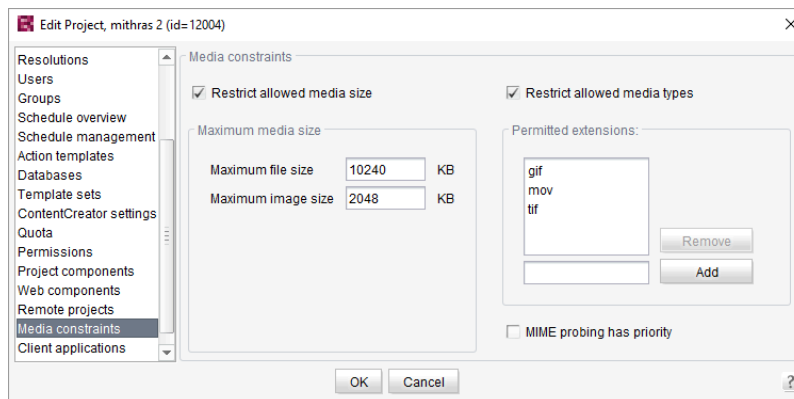 Edit Project, mithras 2 (id=12004)
Resolutions
Users
Groups
Schedule overview
Schedule management
Action templates
Databases
Template sets
ContentCreator settings
Quota
Permissions
Project components
Web components
Remote projects
Media constraints
Client applications
Media constraints
Restrict allowed media size
Restrict allowed media types
Maximum media size
Maximum file size 10240 KB
Maximum image size 2048 KB
Permitted extensions:
gif
mov
tif
Remove
Add
MIME probing has priority
OK Cancel
?